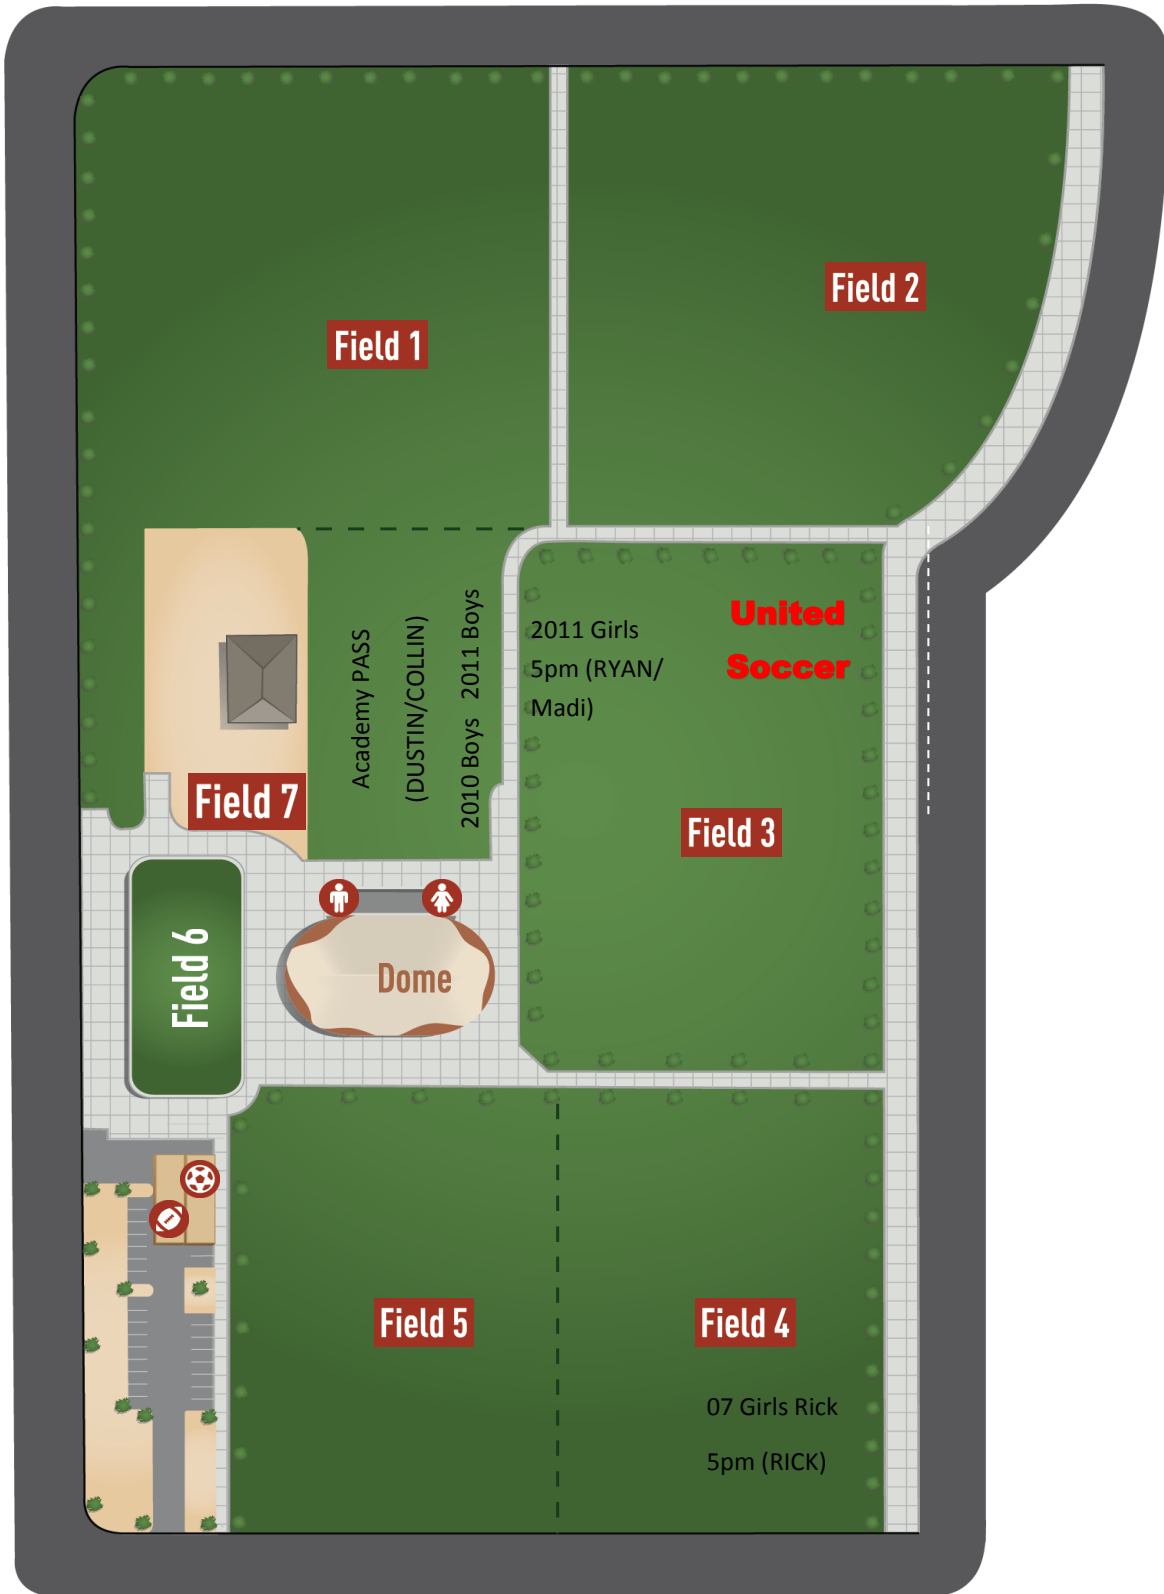 Field 2
Field 1
United
Soccer
2011 Girls
5pm (RYAN/
Madi)
Academy PASS
(DUSTIN/COLLIN)
2010 Boys 2011 Boys
Field 7
Field 3
Field 6
Dome
Field 5
Field 4
07 Girls Rick
5pm (RICK)